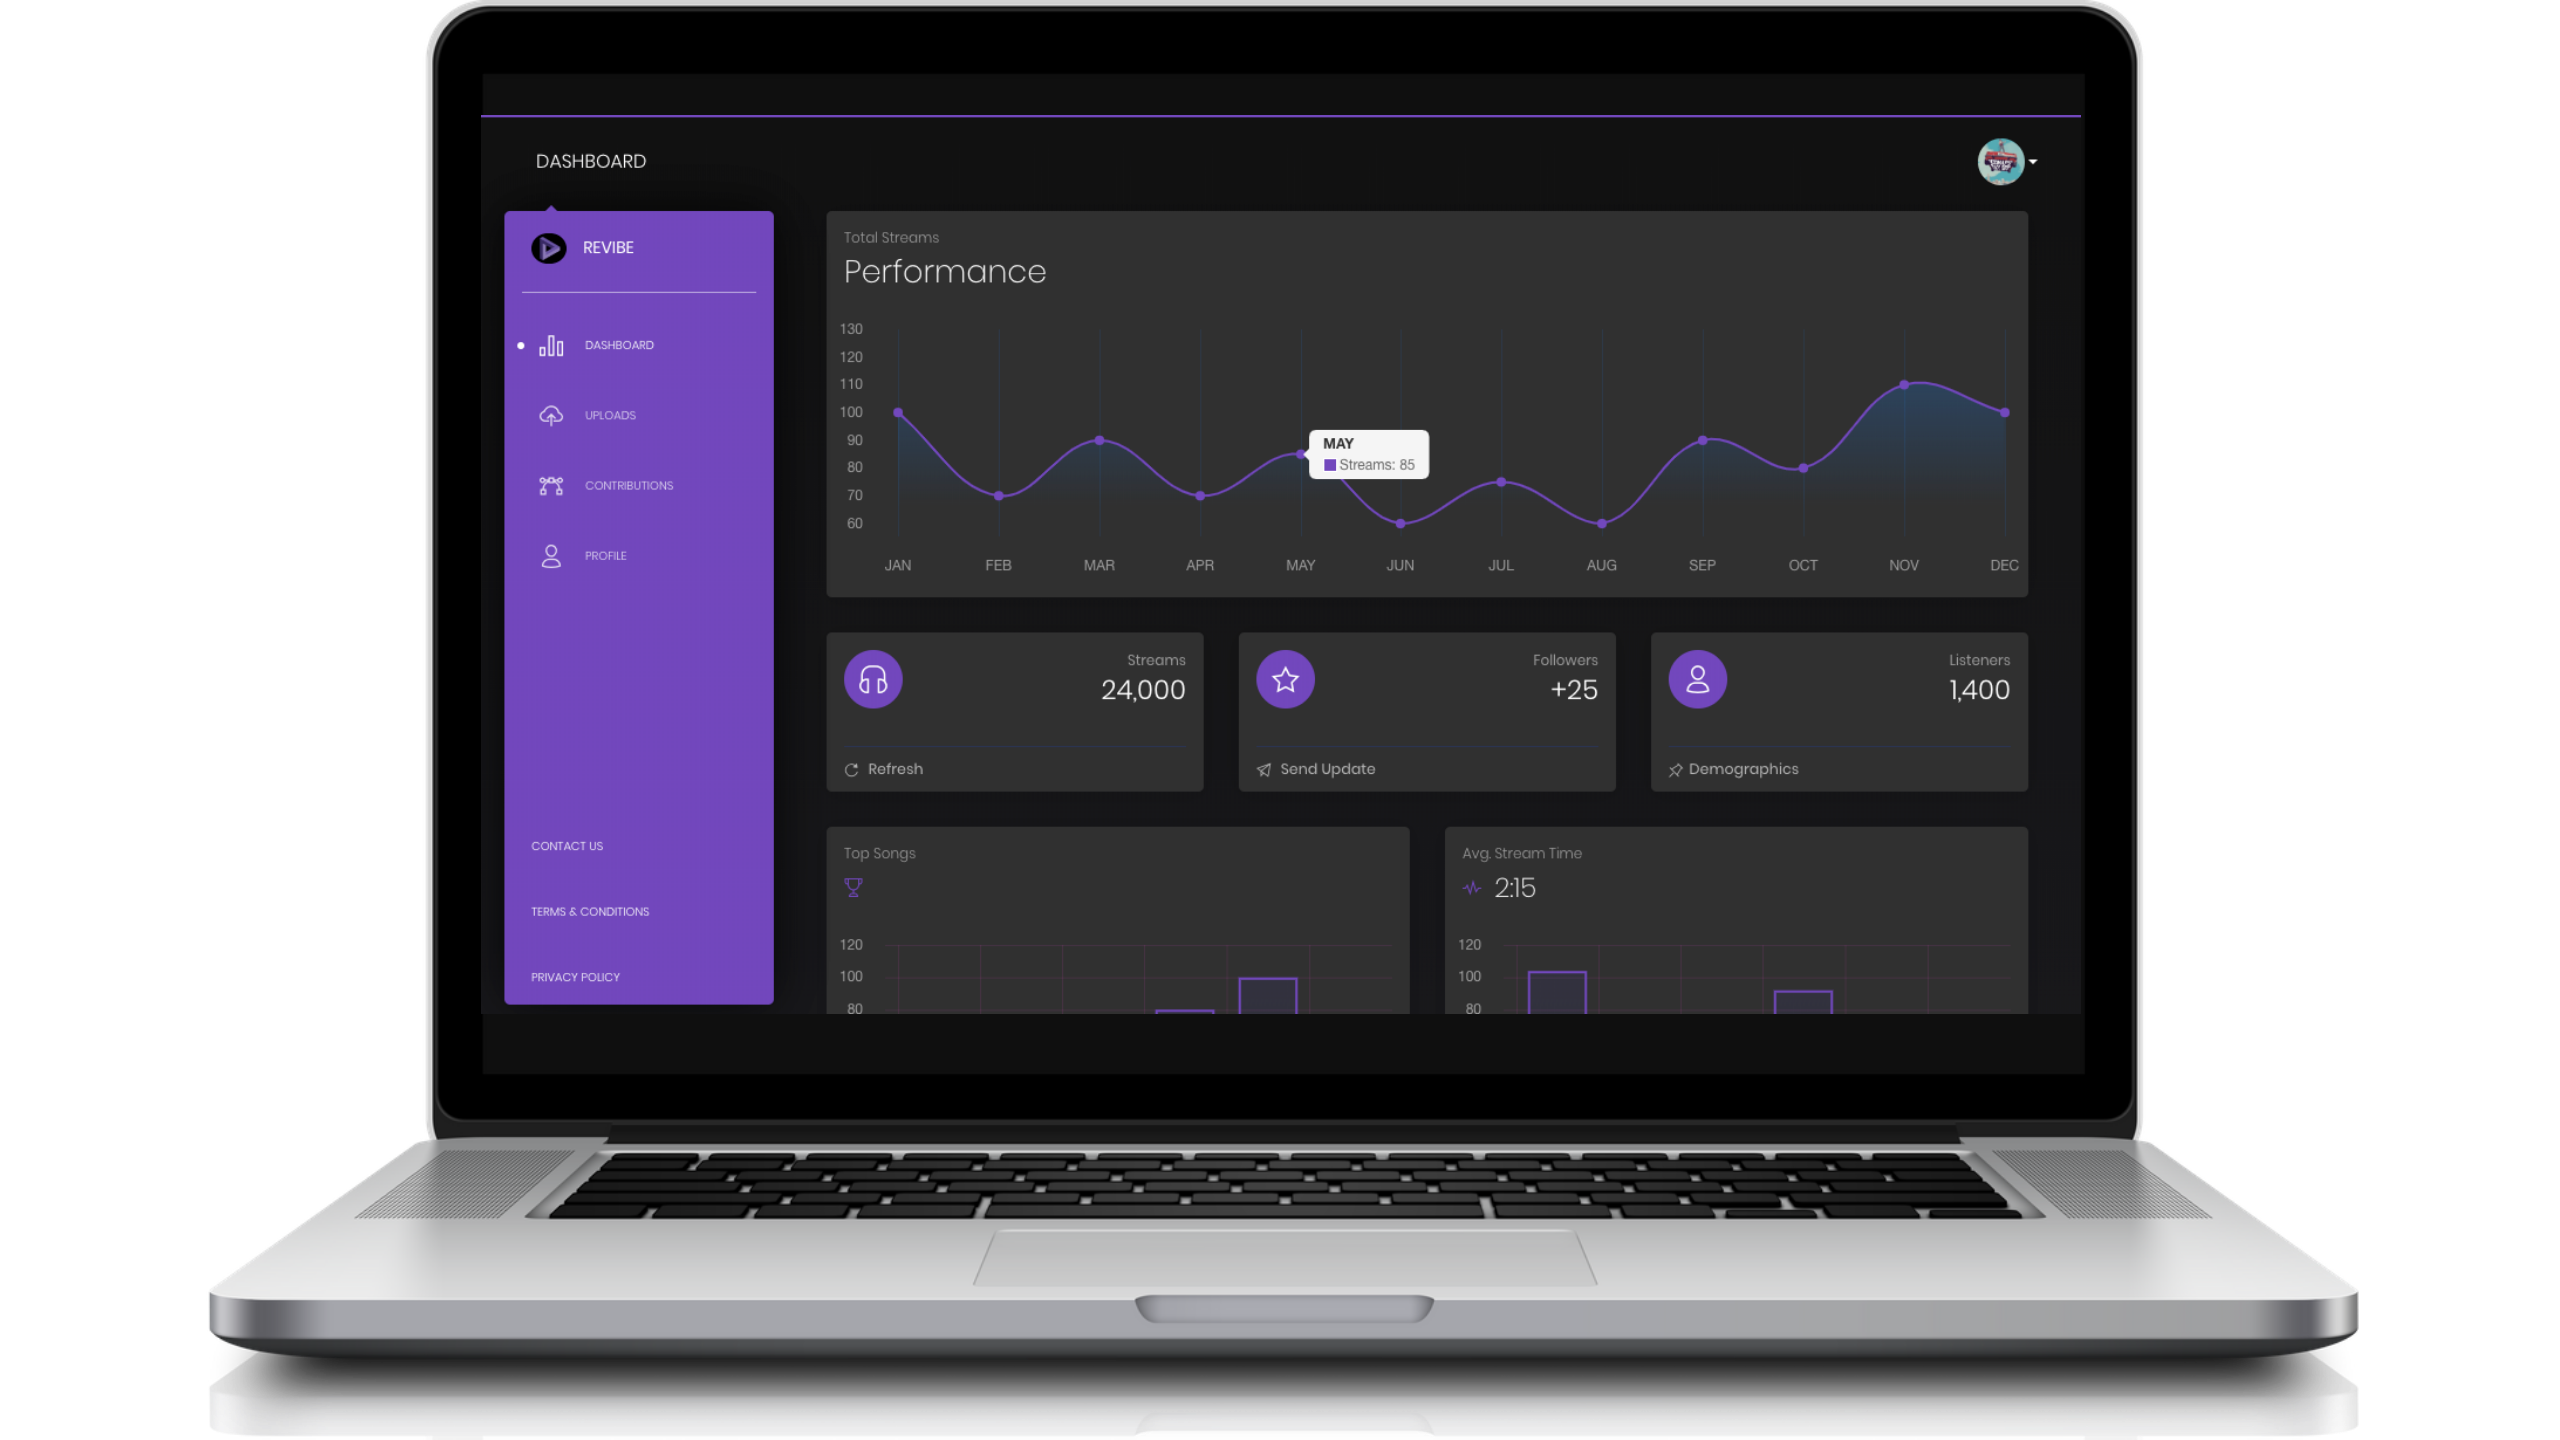 DASHBOARD
REVIBE
DASHBOARD
UPLOADS
CONTRIBUTIONS
PROFILE
CONTACT US
TERMS & CONDITIONS
PRIVACY POLICY
Total Streams
Performance
130
120
110
100
90
80
70
60
MAY
Streams: 85
JAN FEB MAR APR MAY JUN JUL AUG SEP OCT NOV DEC
Streams
24,000
Refresh
Followers
+25
Send Update
Listeners
1,400
Demographics
Top Songs
120
100
80
Avg. Stream Time
2:15
120
100
80